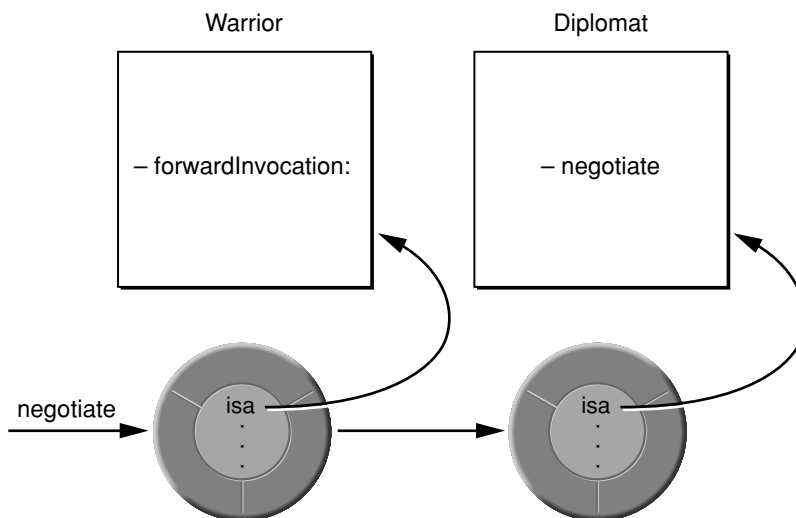 Warrior
Diplomat
– forwardInvocation:
– negotiate
negotiate
isa
.
.
.
isa
.
.
.